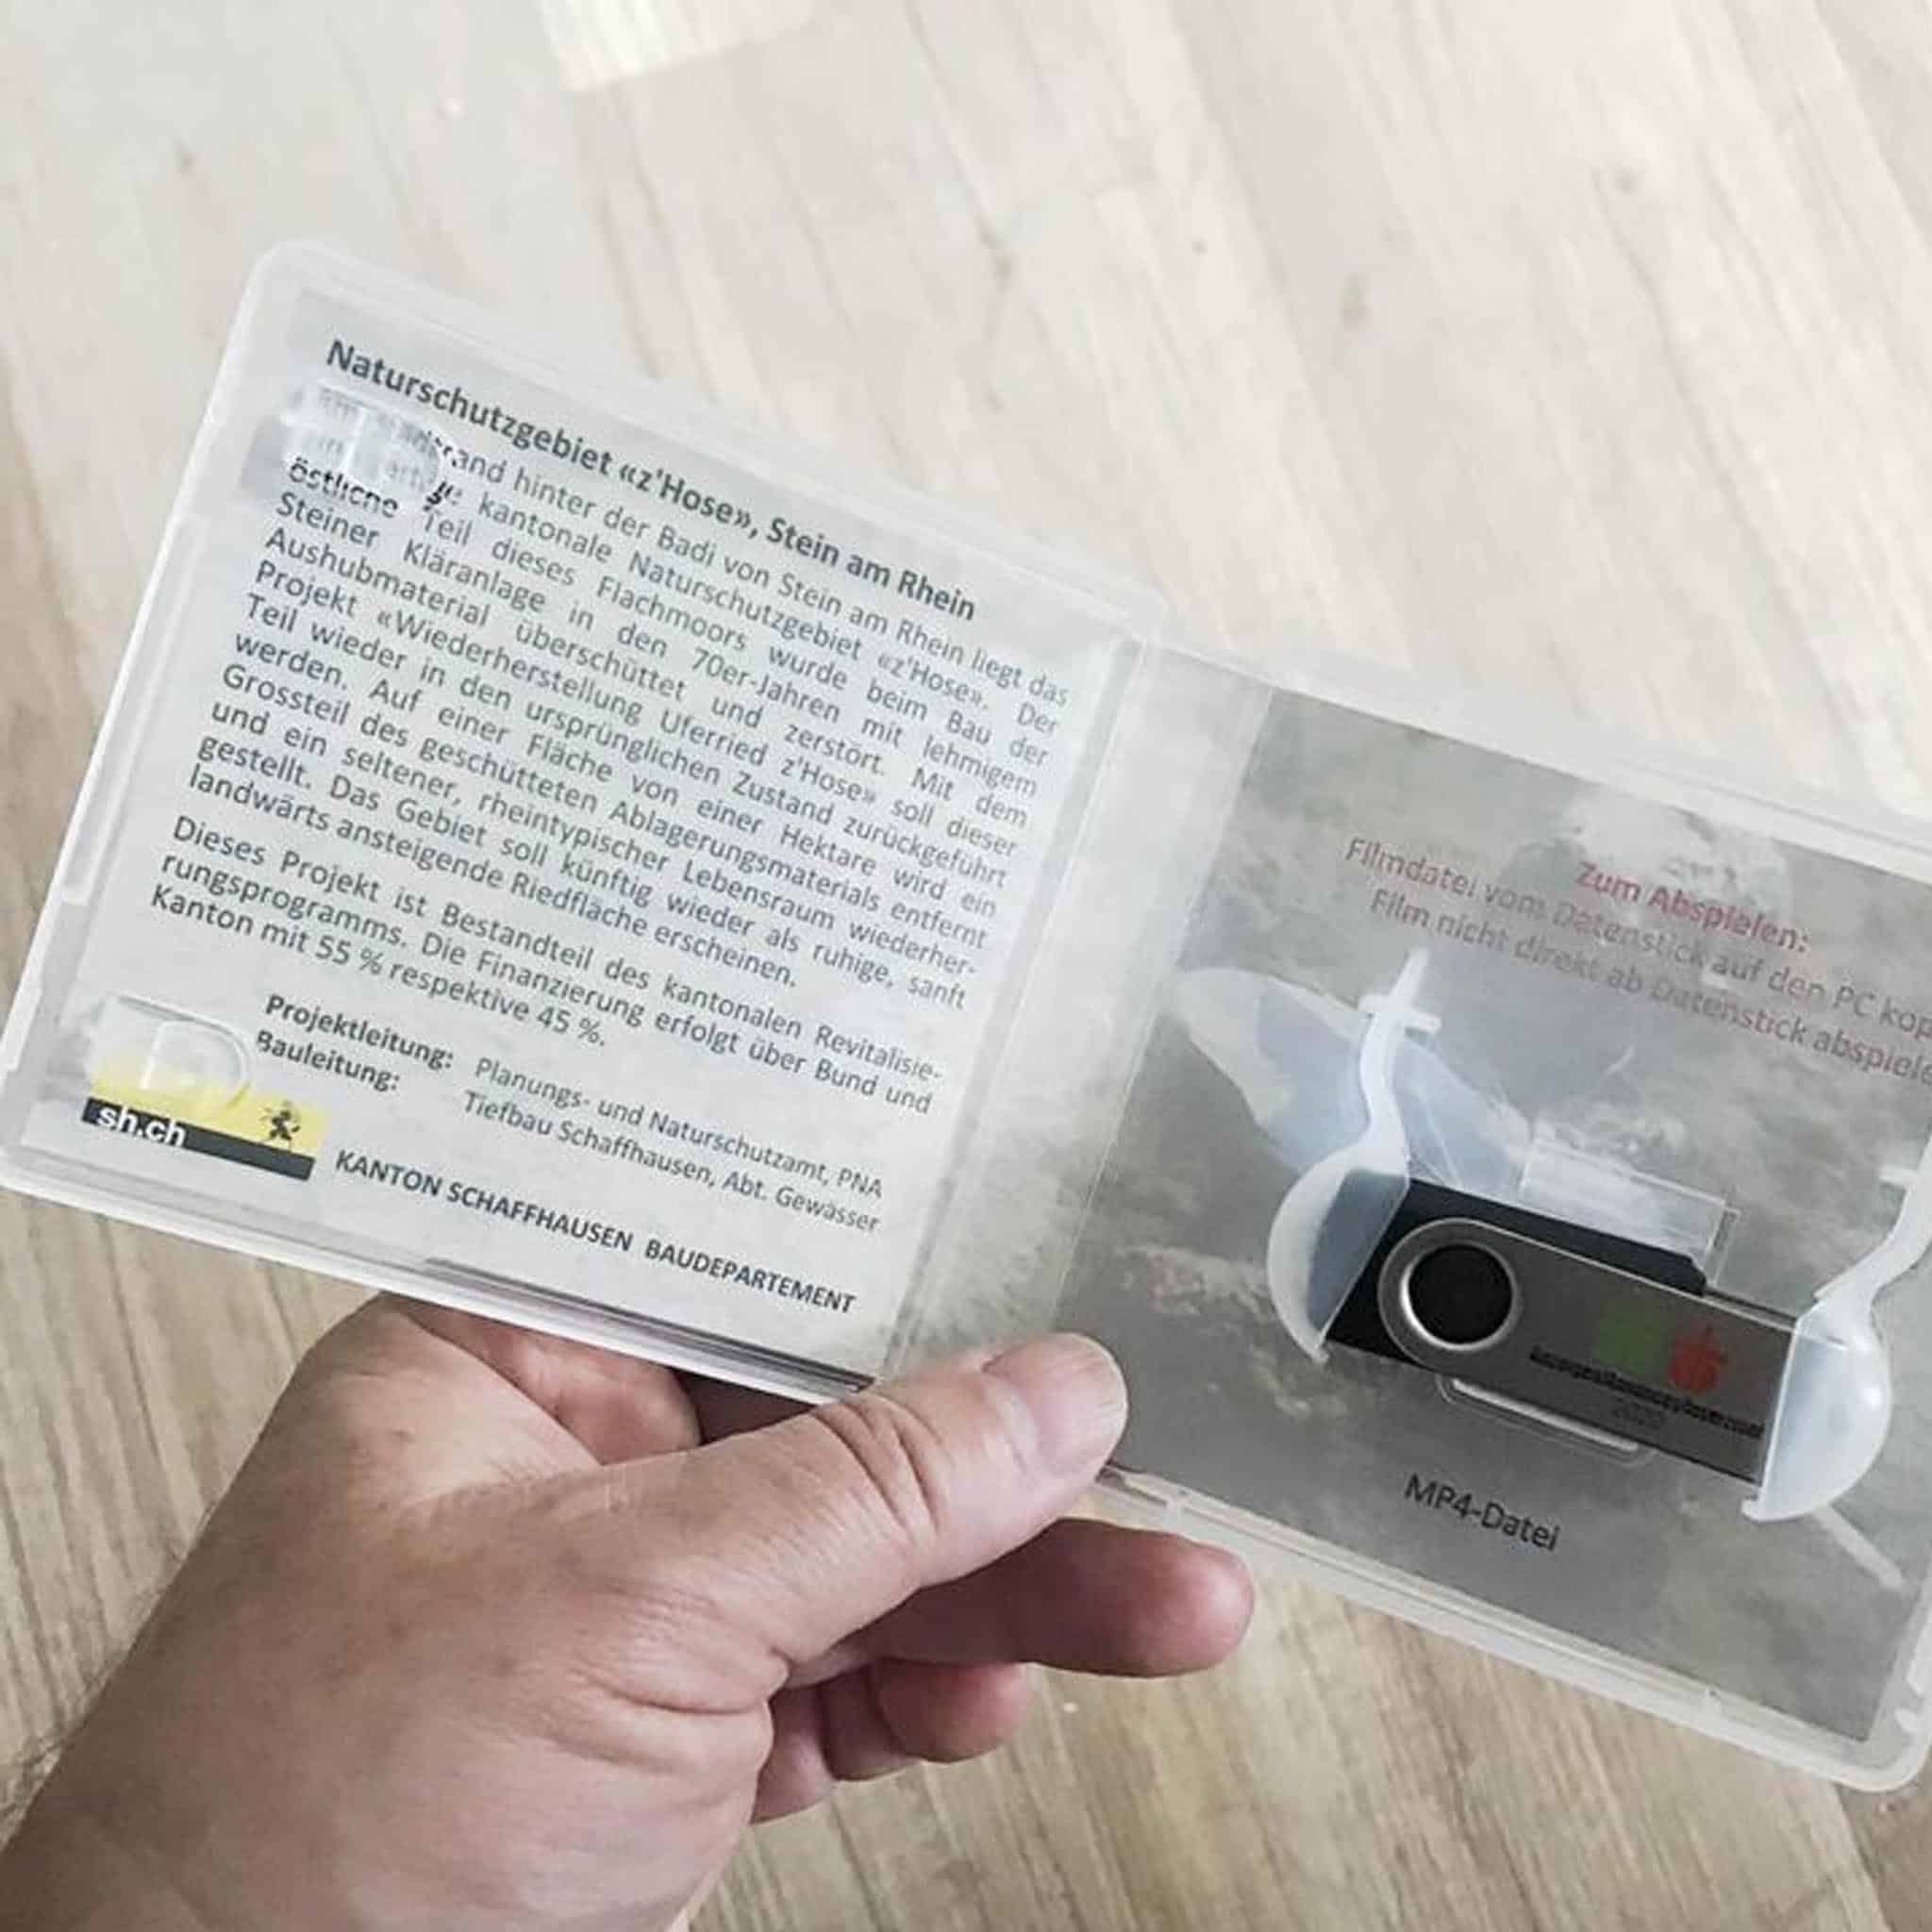 Naturschutzgebiet «z'Hose», Stein am Rhein
hinter der Badi von Stein am Rhein liegt das
kantonale Naturschutzgebiet «z'Hose». Der
östliche Teil dieses Flachmoors wurde beim Bau der
Steiner Kläranlage in den 70er-Jahren mit lehmigem
Aushubmaterial überschüttet und zerstört. Mit dem
Projekt «Wiederherstellung Uferried z'Hose» soll dieser
Teil wieder in den ursprünglichen Zustand zurückgeführt
werden. Auf einer Fläche von einer Hektare wird ein
Grossteil des geschütteten Ablagerungsmaterials entfernt
und ein seltener, rheintypischer Lebensraum wiederher-
gestellt. Das Gebiet soll künftig wieder als ruhige, sanft
landwärts ansteigende Riedfläche erscheinen.
Dieses Projekt ist Bestandteil des kantonalen Revitalisie-
rungsprogramms. Die Finanzierung erfolgt über Bund und
Kanton mit 55 % respektive 45 %.
Projektleitung: Planungs- und Naturschutzamt, PNA
Bauleitung: Tiefbau Schaffhausen, Abt. Gewässer
sh.ch
KANTON SCHAFFHAUSEN BAUDEPARTEMENT
Zum Abspielen:
Filmdatei vom Datenstick auf den PC
Film nicht direkt ab Datenstick
MP4-Datei